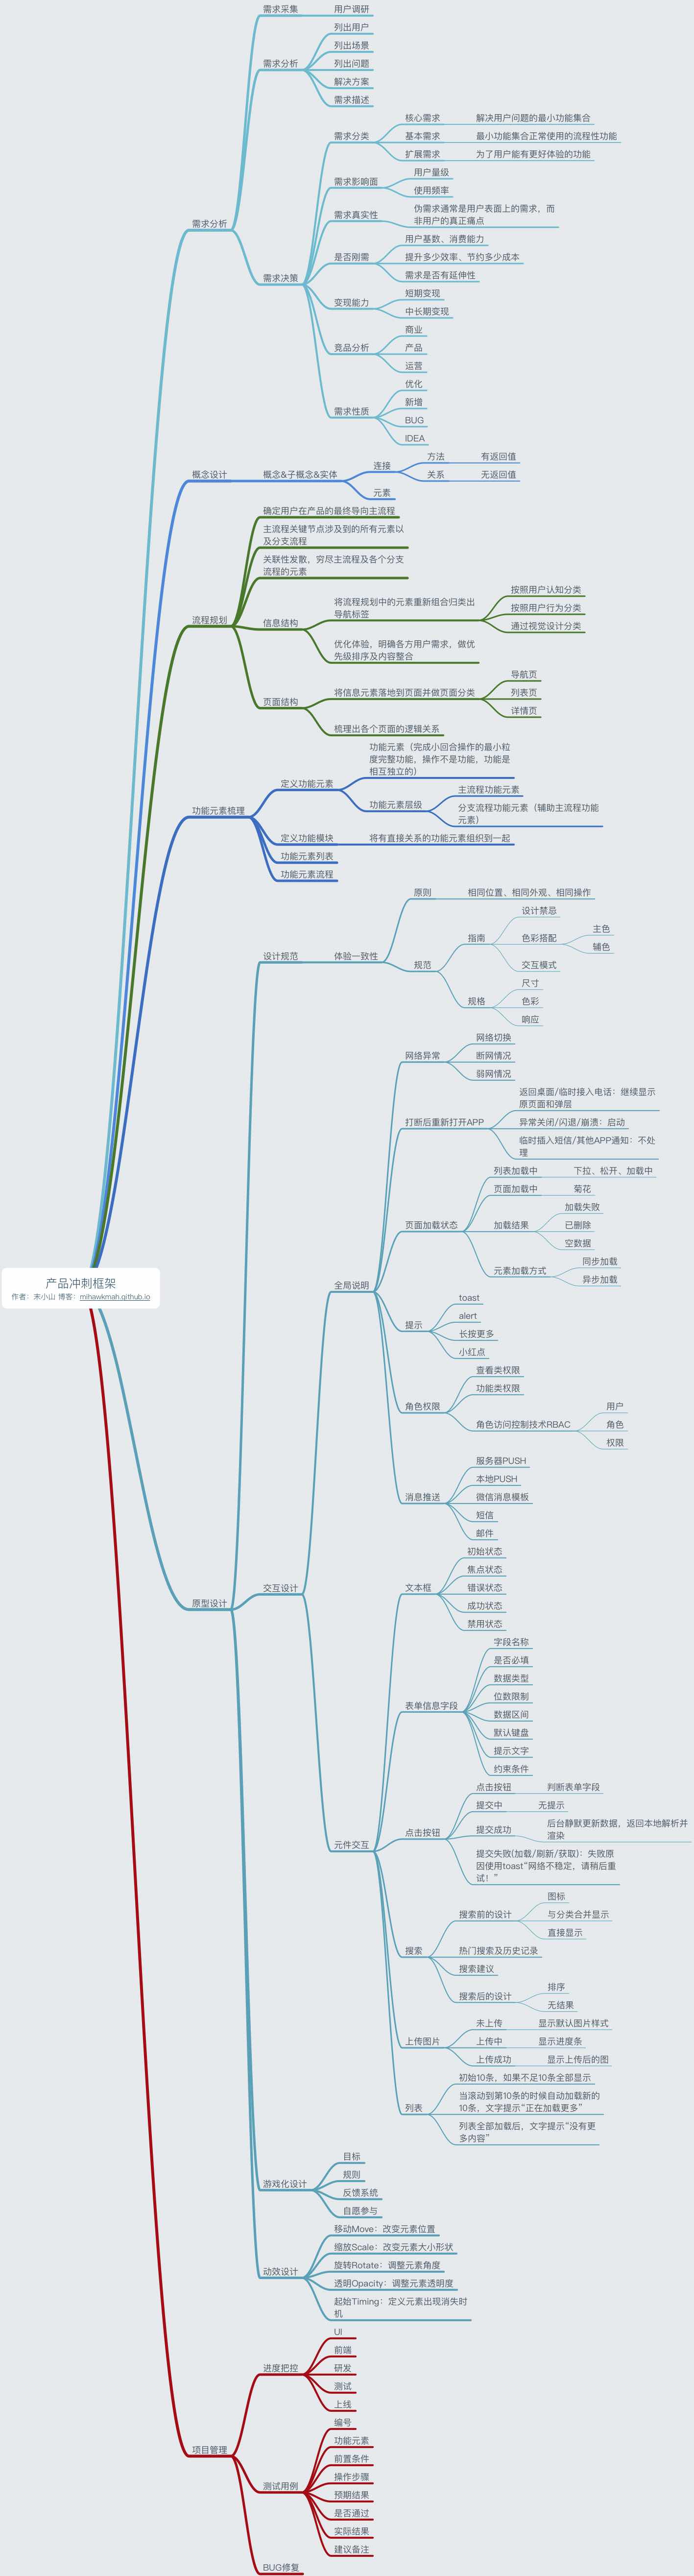 需求采集
用户调研
需求分析
列出用户
列出场景
列出问题
解决方案
需求描述
需求分析
需求决策
需求分类
核心需求
解决用户问题的最小功能集合
基本需求
最小功能集合正常使用的流程性功能
扩展需求
为了用户能有更好体验的功能
需求影响面
用户量级
使用频率
需求真实性
伪需求通常是用户表面上的需求，而
非用户的真正痛点
是否刚需
用户基数、消费能力
提升多少效率、节约多少成本
需求是否有延伸性
变现能力
短期变现
中长期变现
竞品分析
商业
产品
运营
需求性质
优化
新增
BUG
IDEA
概念设计
概念&子概念&实体
连接
方法
有返回值
关系
无返回值
元素
流程规划
确定用户在产品的最终导向主流程
主流程关键节点涉及到的所有元素以
及分支流程
关联性发散，穷尽主流程及各个分支
流程的元素
信息结构
将流程规划中的元素重新组合归类出
导航标签
按照用户认知分类
按照用户行为分类
通过视觉设计分类
优化体验，明确各方用户需求，做优
先级排序及内容整合
页面结构
将信息元素落地到页面并做页面分类
导航页
列表页
详情页
梳理出各个页面的逻辑关系
功能元素梳理
定义功能元素
功能元素（完成小回合操作的最小粒
度完整功能，操作不是功能，功能是
相互独立的）
功能元素层级
主流程功能元素
分支流程功能元素（辅助主流程功能
元素）
定义功能模块
将有直接关系的功能元素组织到一起
功能元素列表
功能元素流程
产品冲刺框架
作者：末小山 博客：mihawkmah.github.io
原型设计
设计规范
体验一致性
原则
相同位置、相同外观、相同操作
规范
指南
设计禁忌
色彩搭配
主色
辅色
交互模式
规格
尺寸
色彩
响应
交互设计
全局说明
网络异常
网络切换
断网情况
弱网情况
打断后重新打开APP
返回桌面/临时接入电话：继续显示
原页面和弹层
异常关闭/闪退/崩溃：启动
临时插入短信/其他APP通知：不处
理
页面加载状态
列表加载中
下拉、松开、加载中
页面加载中
菊花
加载结果
加载失败
已删除
空数据
元素加载方式
同步加载
异步加载
提示
toast
alert
长按更多
小红点
角色权限
查看类权限
功能类权限
角色访问控制技术RBAC
用户
角色
权限
消息推送
服务器PUSH
本地PUSH
微信消息模板
短信
邮件
元件交互
文本框
初始状态
焦点状态
错误状态
成功状态
禁用状态
表单信息字段
字段名称
是否必填
数据类型
位数限制
数据区间
默认键盘
提示文字
约束条件
点击按钮
点击按钮
判断表单字段
提交中
无提示
提交成功
后台静默更新数据，返回本地解析并
渲染
提交失败(加载/刷新/获取)：失败原
因使用toast“网络不稳定，请稍后重
试！”
搜索
搜索前的设计
图标
与分类合并显示
直接显示
热门搜索及历史记录
搜索建议
搜索后的设计
排序
无结果
上传图片
未上传
显示默认图片样式
上传中
显示进度条
上传成功
显示上传后的图
列表
初始10条，如果不足10条全部显示
当滚动到第10条的时候自动加载新的
10条，文字提示“正在加载更多”
列表全部加载后，文字提示“没有更
多内容”
游戏化设计
目标
规则
反馈系统
自愿参与
动效设计
移动Move：改变元素位置
缩放Scale：改变元素大小形状
旋转Rotate：调整元素角度
透明Opacity：调整元素透明度
起始Timing：定义元素出现消失时
机
项目管理
进度把控
UI
前端
研发
测试
上线
测试用例
编号
功能元素
前置条件
操作步骤
预期结果
是否通过
实际结果
建议备注
BUG修复